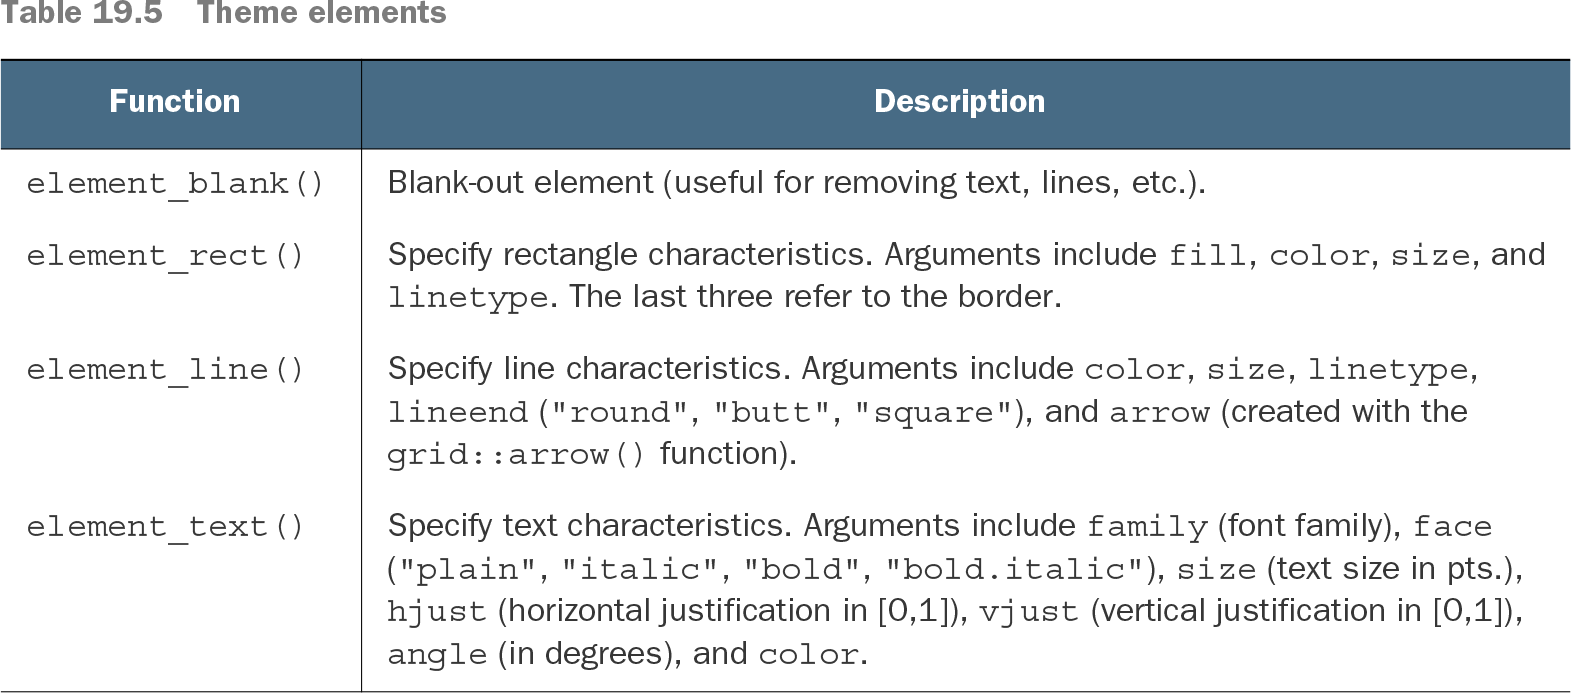 Table 19.5 Theme elements
Function Description
element_blank() Blank-out element (useful for removing text, lines, etc.).
element_rect() Specify rectangle characteristics. Arguments include fill, color, size, and
linetype. The last three refer to the border.
element_line() Specify line characteristics. Arguments include color, size, linetype,
lineend ("round", "butt", "square"), and arrow (created with the
grid::arrow() function).
element_text() Specify text characteristics. Arguments include family (font family), face
("plain", "italic", "bold", "bold.italic"), size (text size in pts.),
hjust (horizontal justification in [0,1]), vjust (vertical justification in [0,1]),
angle (in degrees), and color.